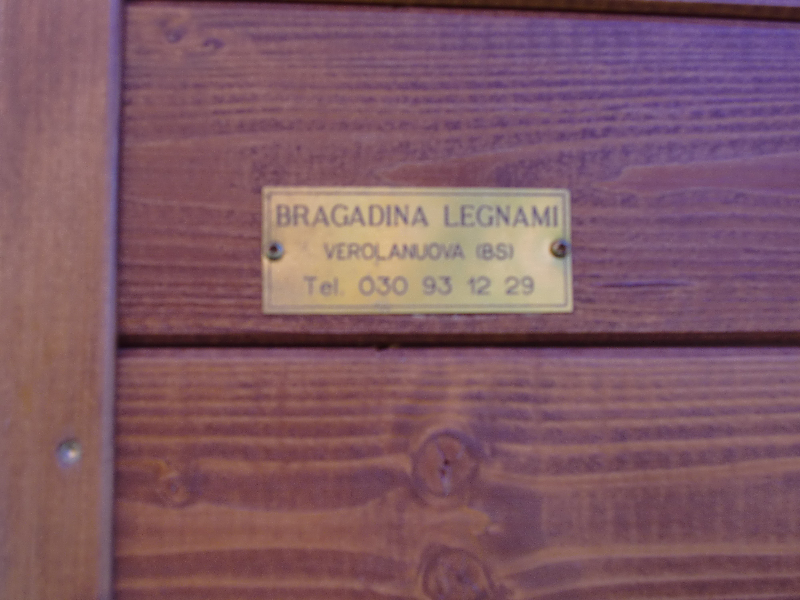 BRAGADINA LEGNAMI
VEROLANUOVA (BS)
Tel. 030 93 12 29